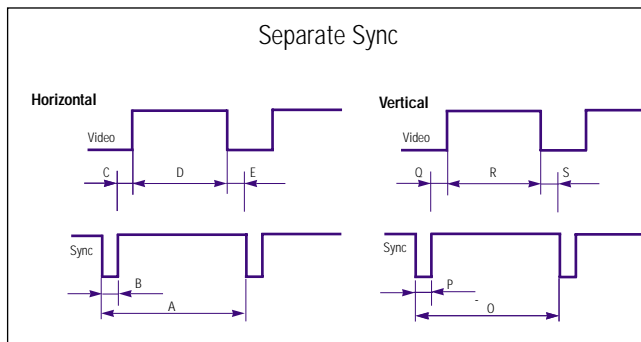 Separate Sync
Horizontal
Vertical
Video
Video
C D E
Q R S
Sync
Sync
B
P
A
-
O